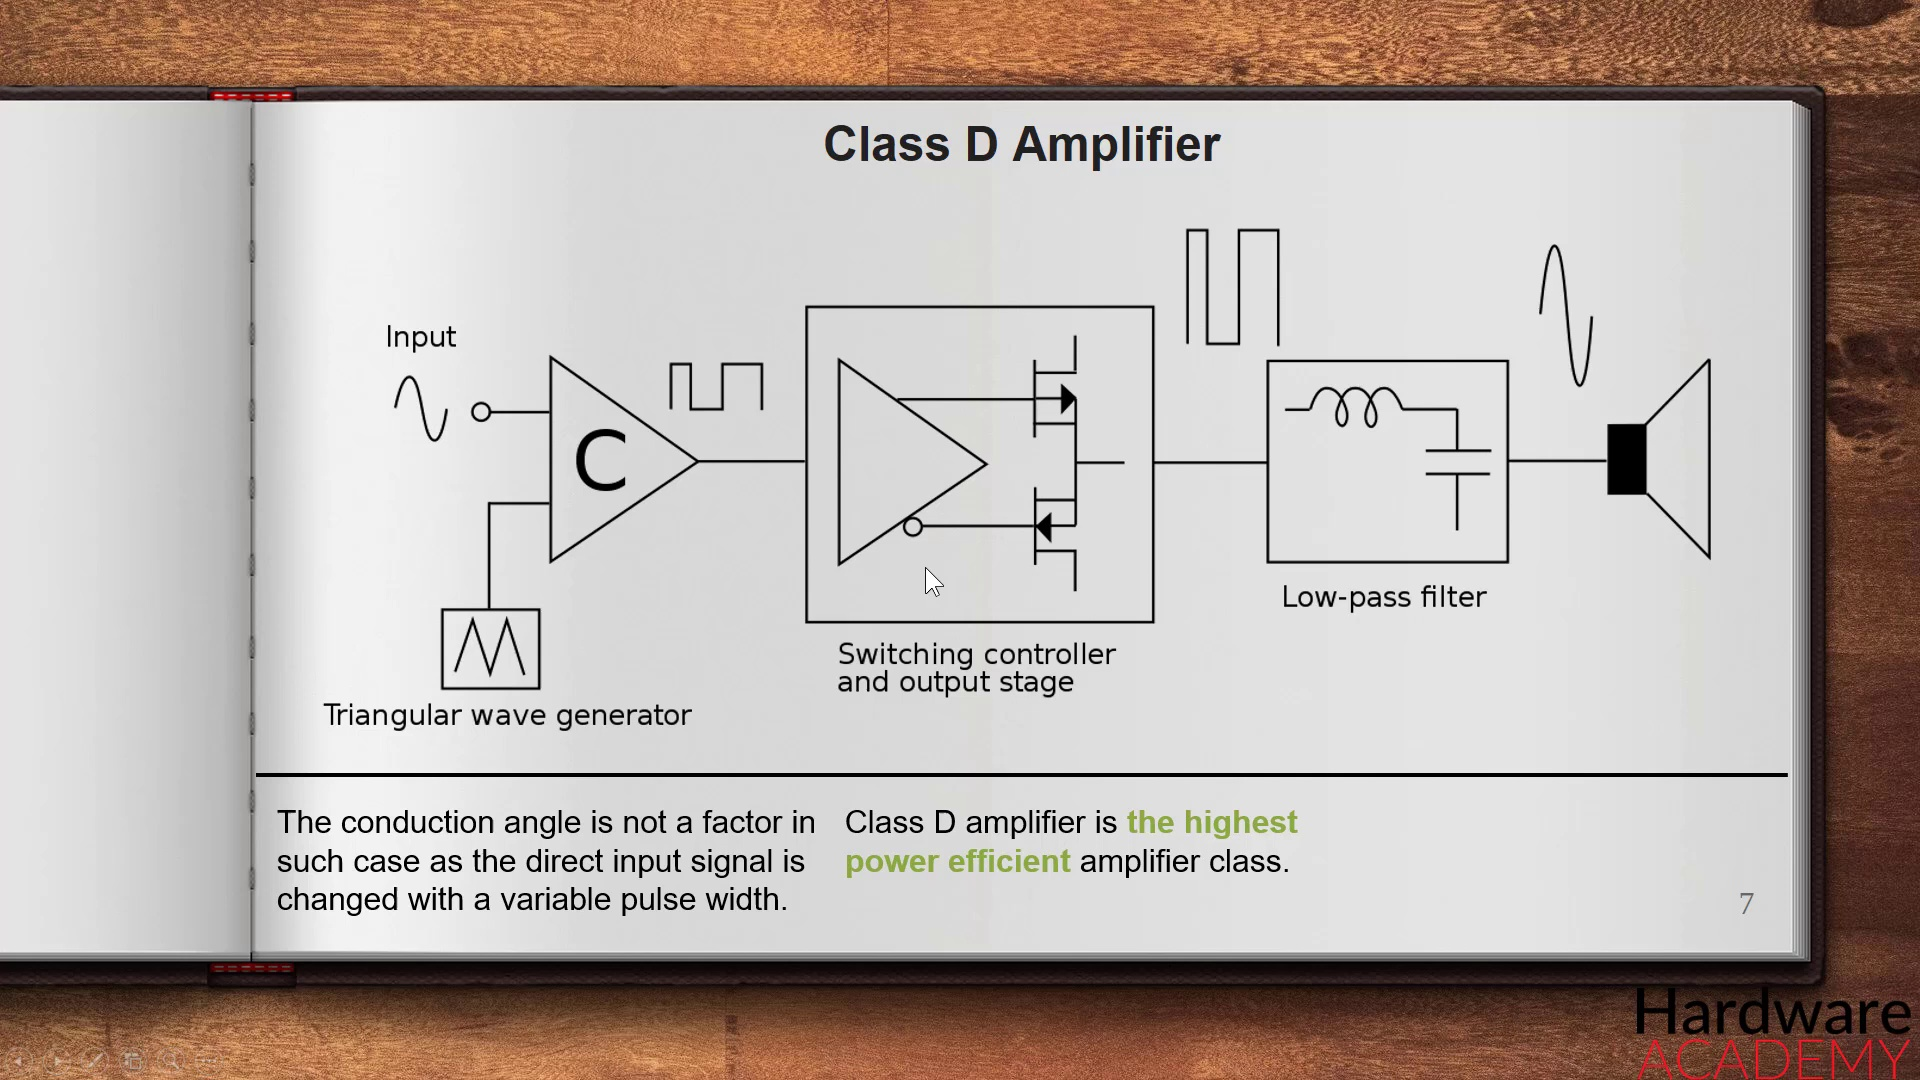 Class D Amplifier
Input
C
Triangular wave generator
Switching controller
and output stage
Low-pass filter
The conduction angle is not a factor in
such case as the direct input signal is
changed with a variable pulse width.
Class D amplifier is the highest
power efficient amplifier class.
7
Hardware
ACADEMY